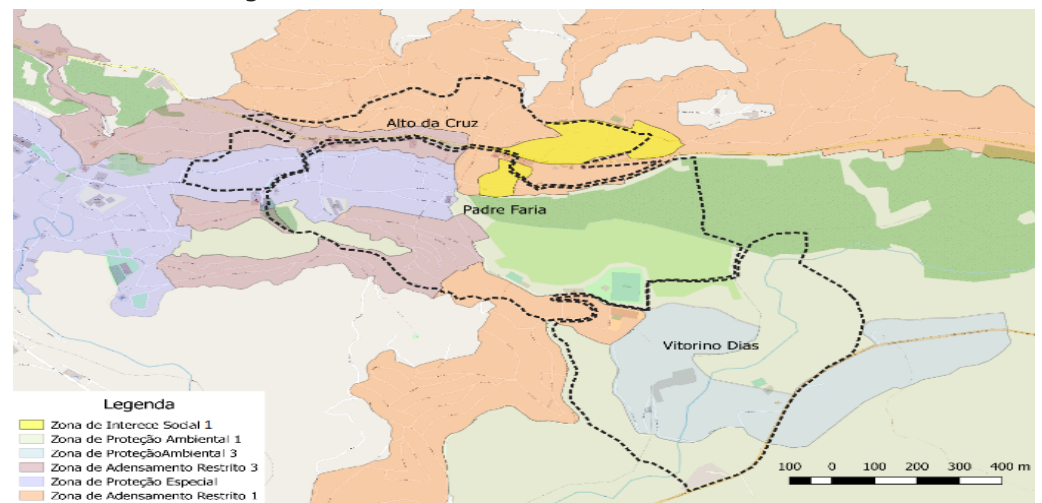 Alto da Cruz
Padre Faria
Vitorino Dias
Legenda
Zona de Interece Social 1
Zona de Proteção Ambiental 1
Zona de ProteçãoAmbiental 3
Zona de Adensamento Restrito 3
Zona de Proteção Especial
Zona de Adensamento Restrito 1
100 0 100 200 300 400 m